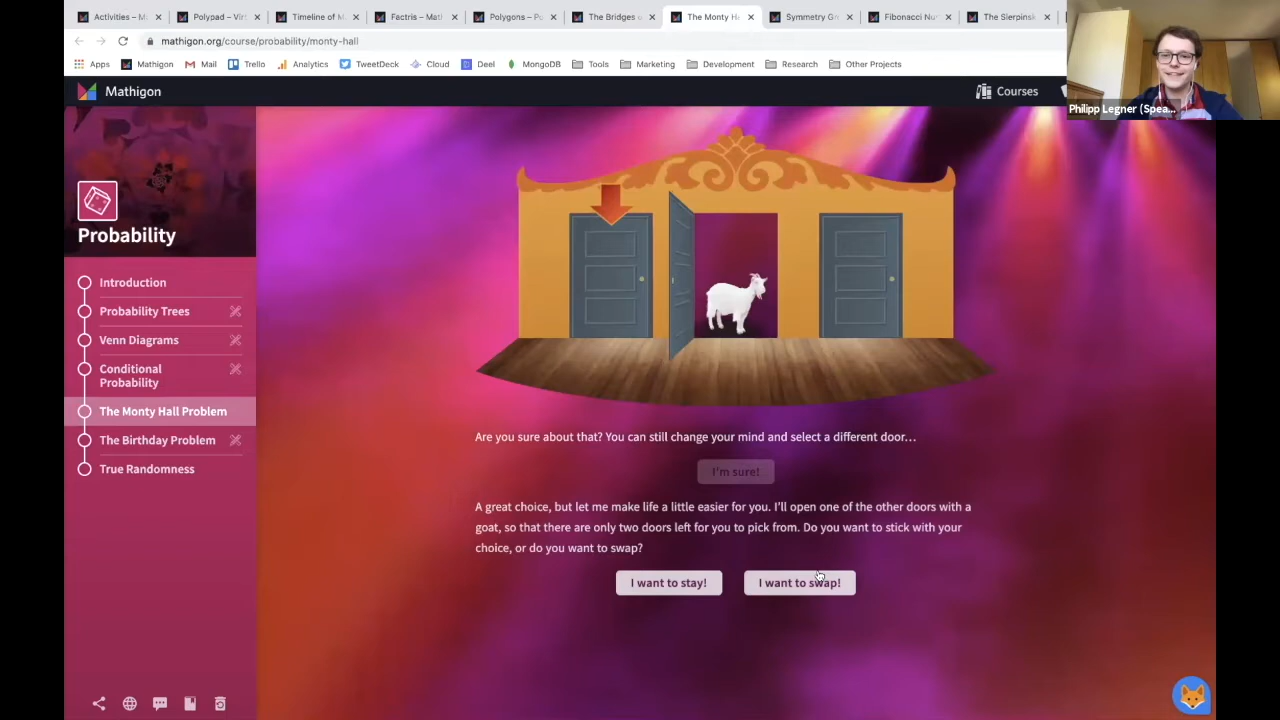 Activities – M
Polypad – Virt
Timeline of M
Factris – Math
Polygons – Po
The Bridges o
The Monty H
Symmetry Gr
Fibonacci Nu
The Sierpinsk
mathigon.org/course/probability/monty-hall
Apps
Mathigon
Mail
Trello
Analytics
TweetDeck
Cloud
Deel
MongoDB
Tools
Marketing
Development
Research
Other Projects
Philipp Legner (Spea...
Mathigon
Courses
Probability
Introduction
Probability Trees
Venn Diagrams
Conditional
Probability
The Monty Hall Problem
The Birthday Problem
True Randomness
Are you sure about that? You can still change your mind and select a different door…
I'm sure!
A great choice, but let me make life a little easier for you. I'll open one of the other doors with a
goat, so that there are only two doors left for you to pick from. Do you want to stick with your
choice, or do you want to swap?
I want to stay!
I want to swap!